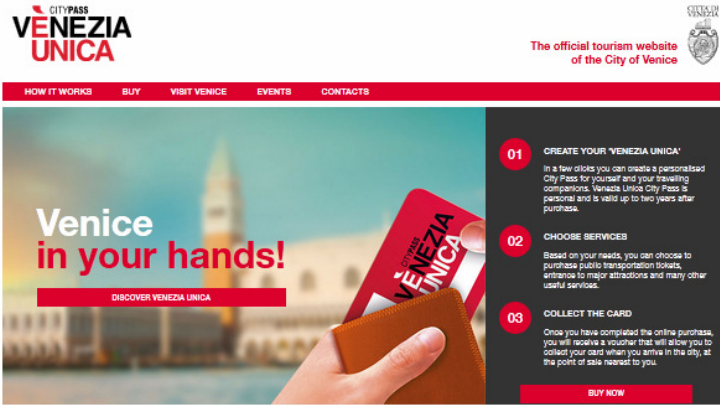 CITYPASS
VÈNEZIA
UNICA
CITTA' DI
VENEZIA
The official tourism website
of the City of Venice
HOW IT WORKS BUY VISIT VENICE EVENTS CONTACTS
Venice
in your hands!
DISCOVER VENEZIA UNICA
CITYPASS
VÈNEZIA
UNICA
01 CREATE YOUR 'VENEZIA UNICA'
In a few clicks you can create a personalised
City Pass for yourself and your travelling
companions. Venezia Unica City Pass is
personal and is valid up to two years after
purchase.
02 CHOOSE SERVICES
Based on your needs, you can choose to
purchase public transportation tickets,
entrance to major attractions and many other
useful services.
03 COLLECT THE CARD
Once you have completed the online purchase,
you will receive a voucher that will allow you to
collect your card when you arrive in the city, at
the point of sale nearest to you.
BUY NOW